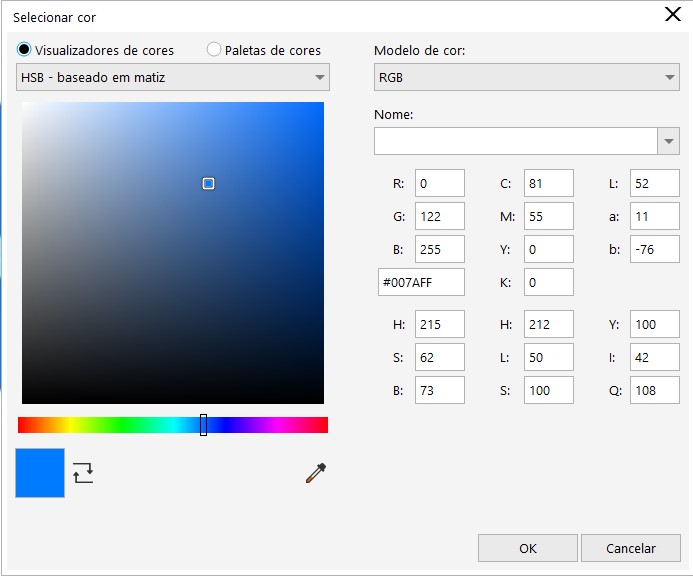 Selecionar cor
Visualizadores de cores
Paletas de cores
HSB - baseado em matiz
Modelo de cor:
RGB
Nome:
R: 0 C: 81 L: 52
G: 122 M: 55 a: 11
B: 255 Y: 0 b: -76
#007AFF K: 0
H: 215 H: 212 Y: 100
S: 62 L: 50 I: 42
B: 73 S: 100 Q: 108
OK Cancelar